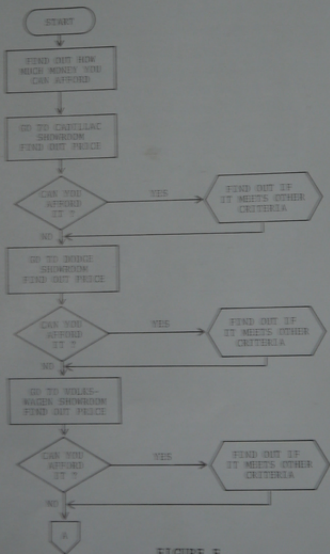 START
FIND OUT HOW
MUCH MONEY YOU
CAN AFFORD
GO TO CADILLAC
SHOWROOM
FIND OUT PRICE
CAN YOU
AFFORD
IT ?
YES
FIND OUT IF
IT MEETS OTHER
CRITERIA
NO
GO TO DODGE
SHOWROOM
FIND OUT PRICE
CAN YOU
AFFORD
IT ?
YES
FIND OUT IF
IT MEETS OTHER
CRITERIA
NO
GO TO VOLKS-
WAGEN SHOWROOM
FIND OUT PRICE
CAN YOU
AFFORD
IT ?
YES
FIND OUT IF
IT MEETS OTHER
CRITERIA
NO
A